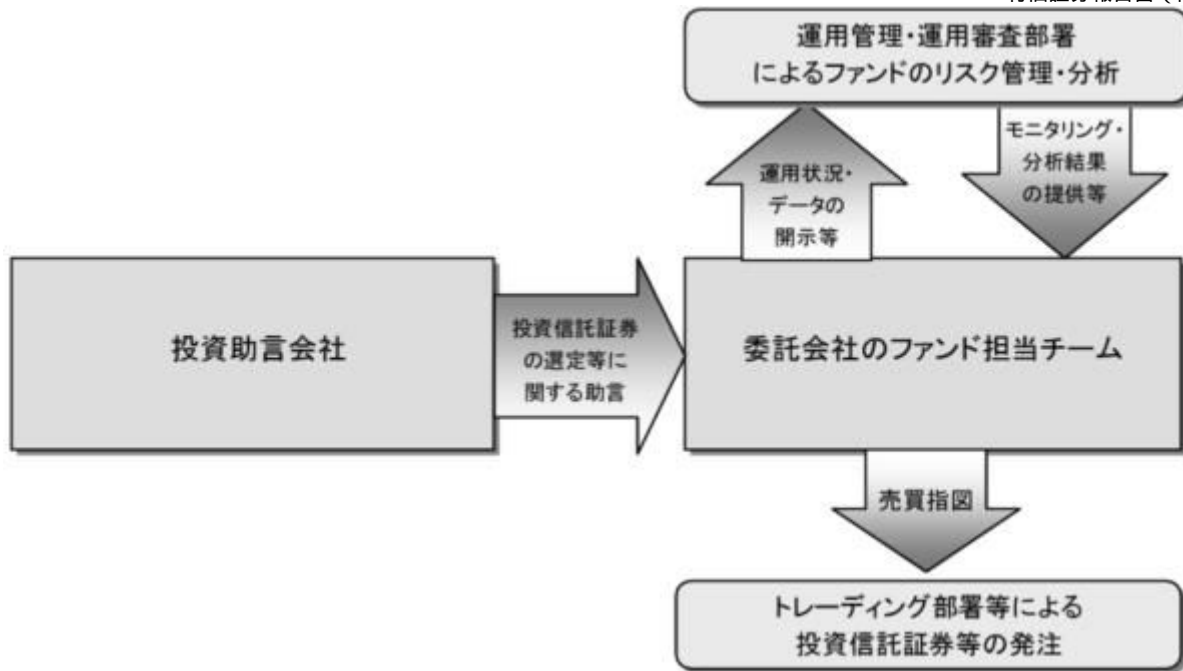 運用管理・運用審査部署
によるファンドのリスク管理・分析
運用状況・
データの
開示等
モニタリング・
分析結果
の提供等
投資助言会社
投資信託証券
の選定等に
関する助言
委託会社のファンド担当チーム
売買指図
トレーディング部署等による
投資信託証券等の発注